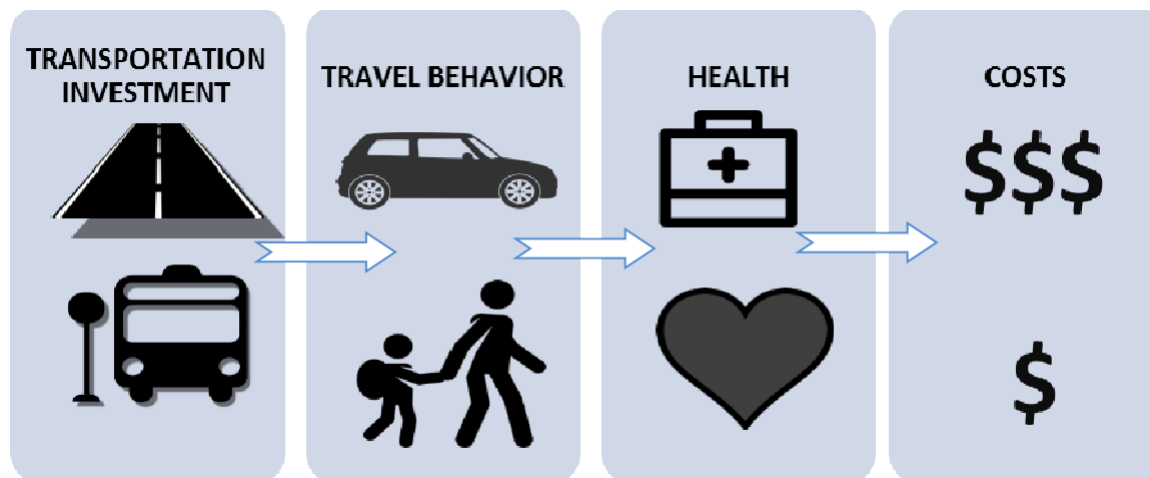 TRANSPORTATION
INVESTMENT
TRAVEL BEHAVIOR
HEALTH
COSTS
$$$
$